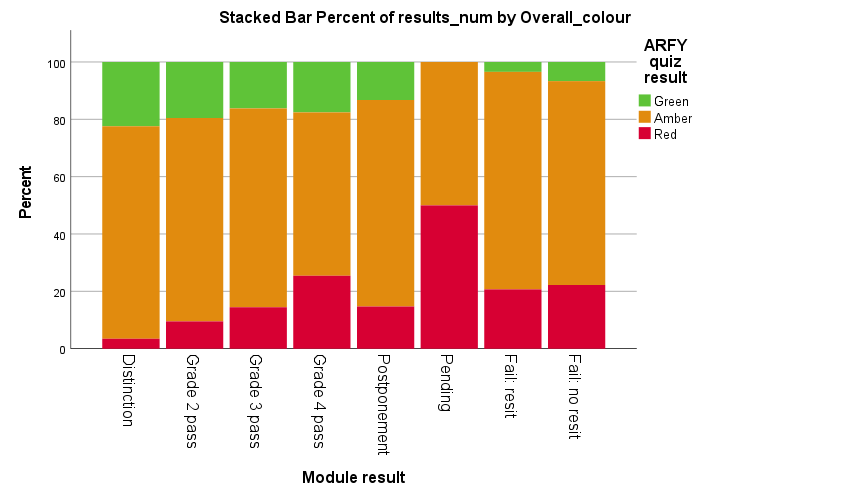 Stacked Bar Percent of results_num by Overall_colour
ARFY
quiz
result
Green
Amber
Red
100
80
60
40
20
0
Percent
Distinction
Grade 2 pass
Grade 3 pass
Grade 4 pass
Postponement
Pending
Fail: resit
Fail: no resit
Module result